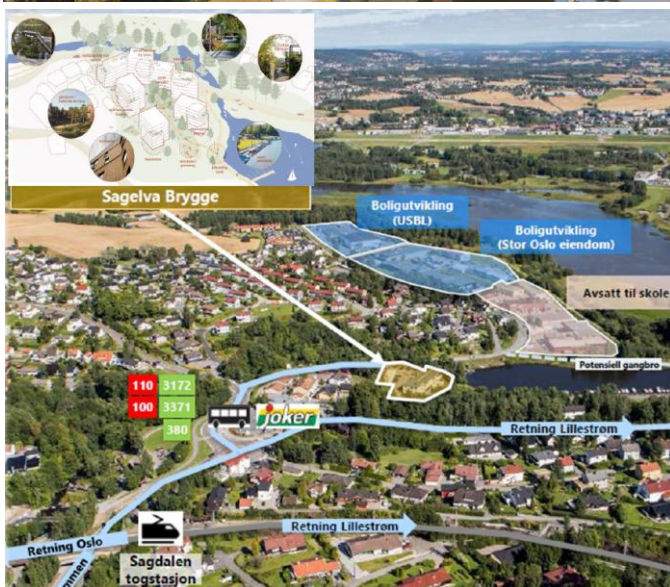 Sagelva Brygge
Boligutvikling
(USBL)
Boligutvikling
(Stor Oslo eiendom)
Avsatt til skole
Potensiell gangbro
110 3172
100 3371
380
joker
Retning Lillestrøm
Retning Lillestrøm
Retning Oslo
Sagdalen
togstasjon